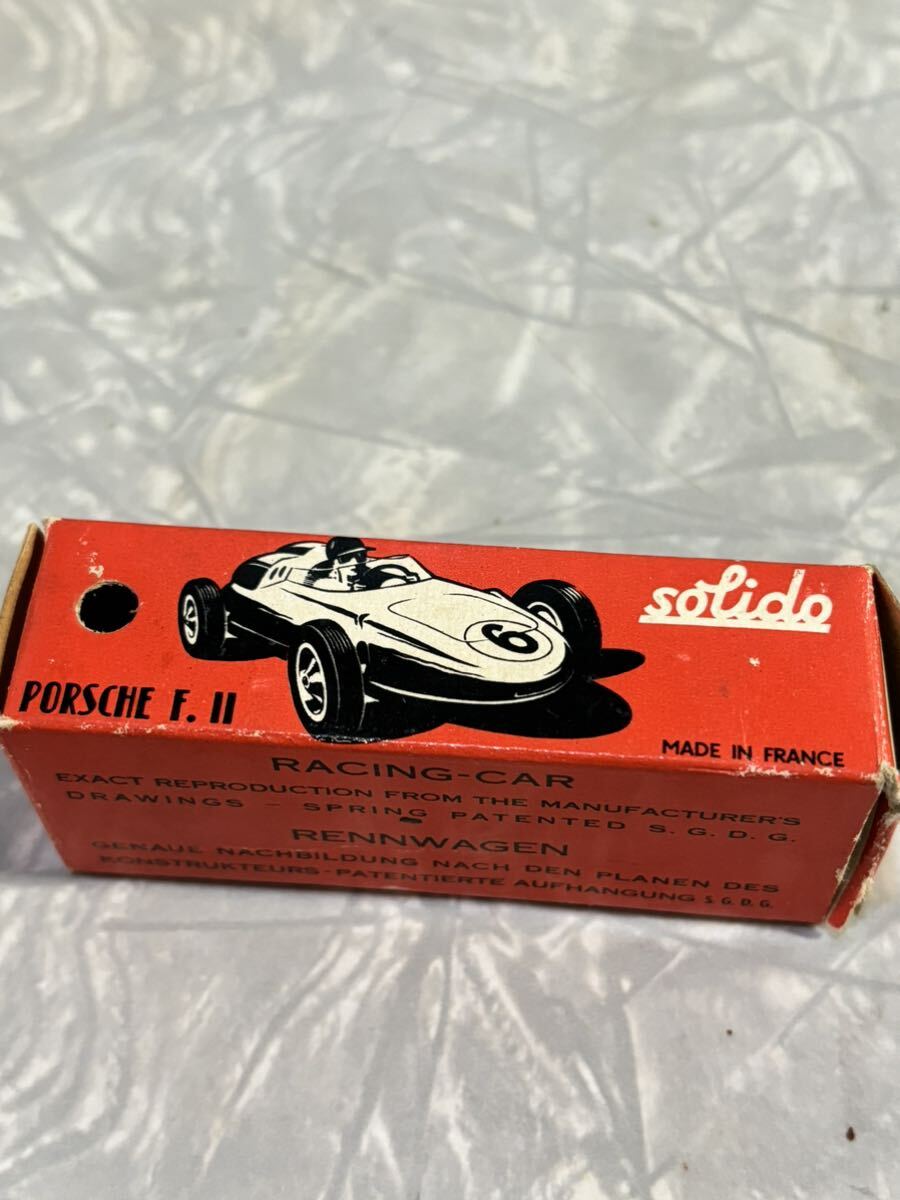 solido
6
PORSCHE F. II
MADE IN FRANCE
RACING-CAR
EXACT REPRODUCTION FROM THE MANUFACTURER'S
DRAWINGS - SPRING PATENTED S. G. D. G.
RENNWAGEN
GENAUE NACHBILDUNG NACH DEN PLANEN DES
KONSTRUKTEURS - PATENTIERTE AUFHANGUNG S.G.D.G.